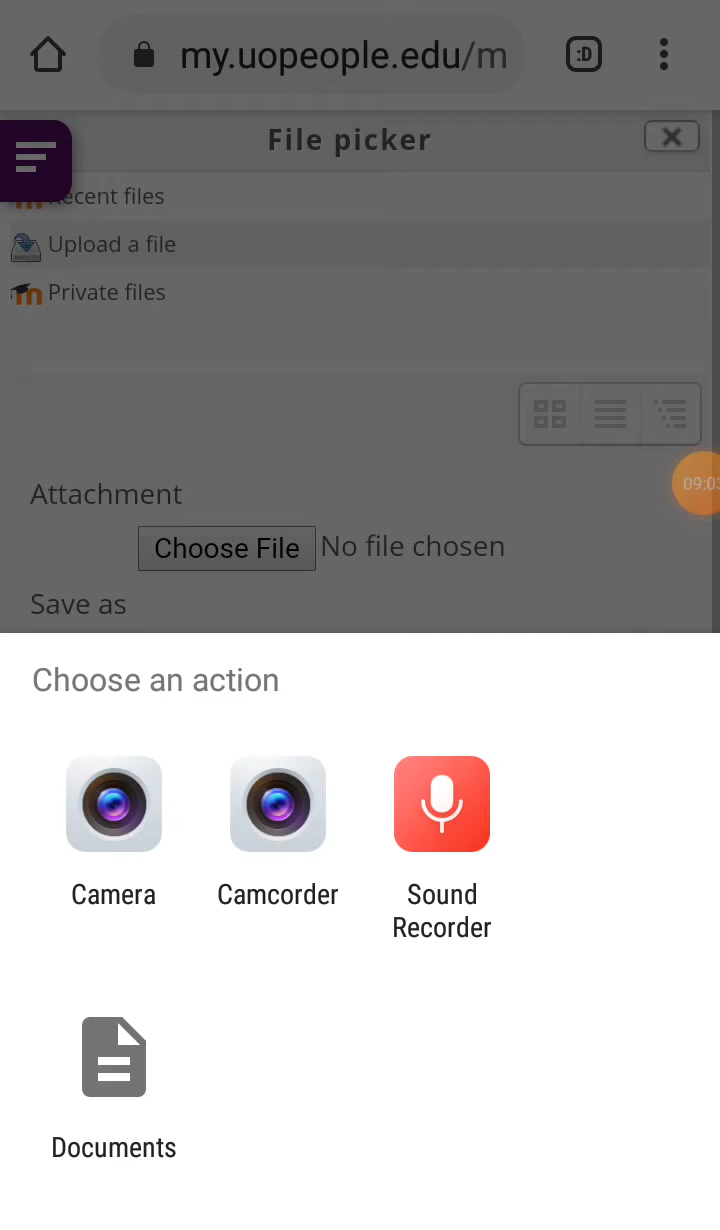 my.uopeople.edu/m
:D
File picker
Recent files
Upload a file
Private files
Attachment
09:03
Choose File No file chosen
Save as
Choose an action
Camera Camcorder Sound
Recorder
Documents